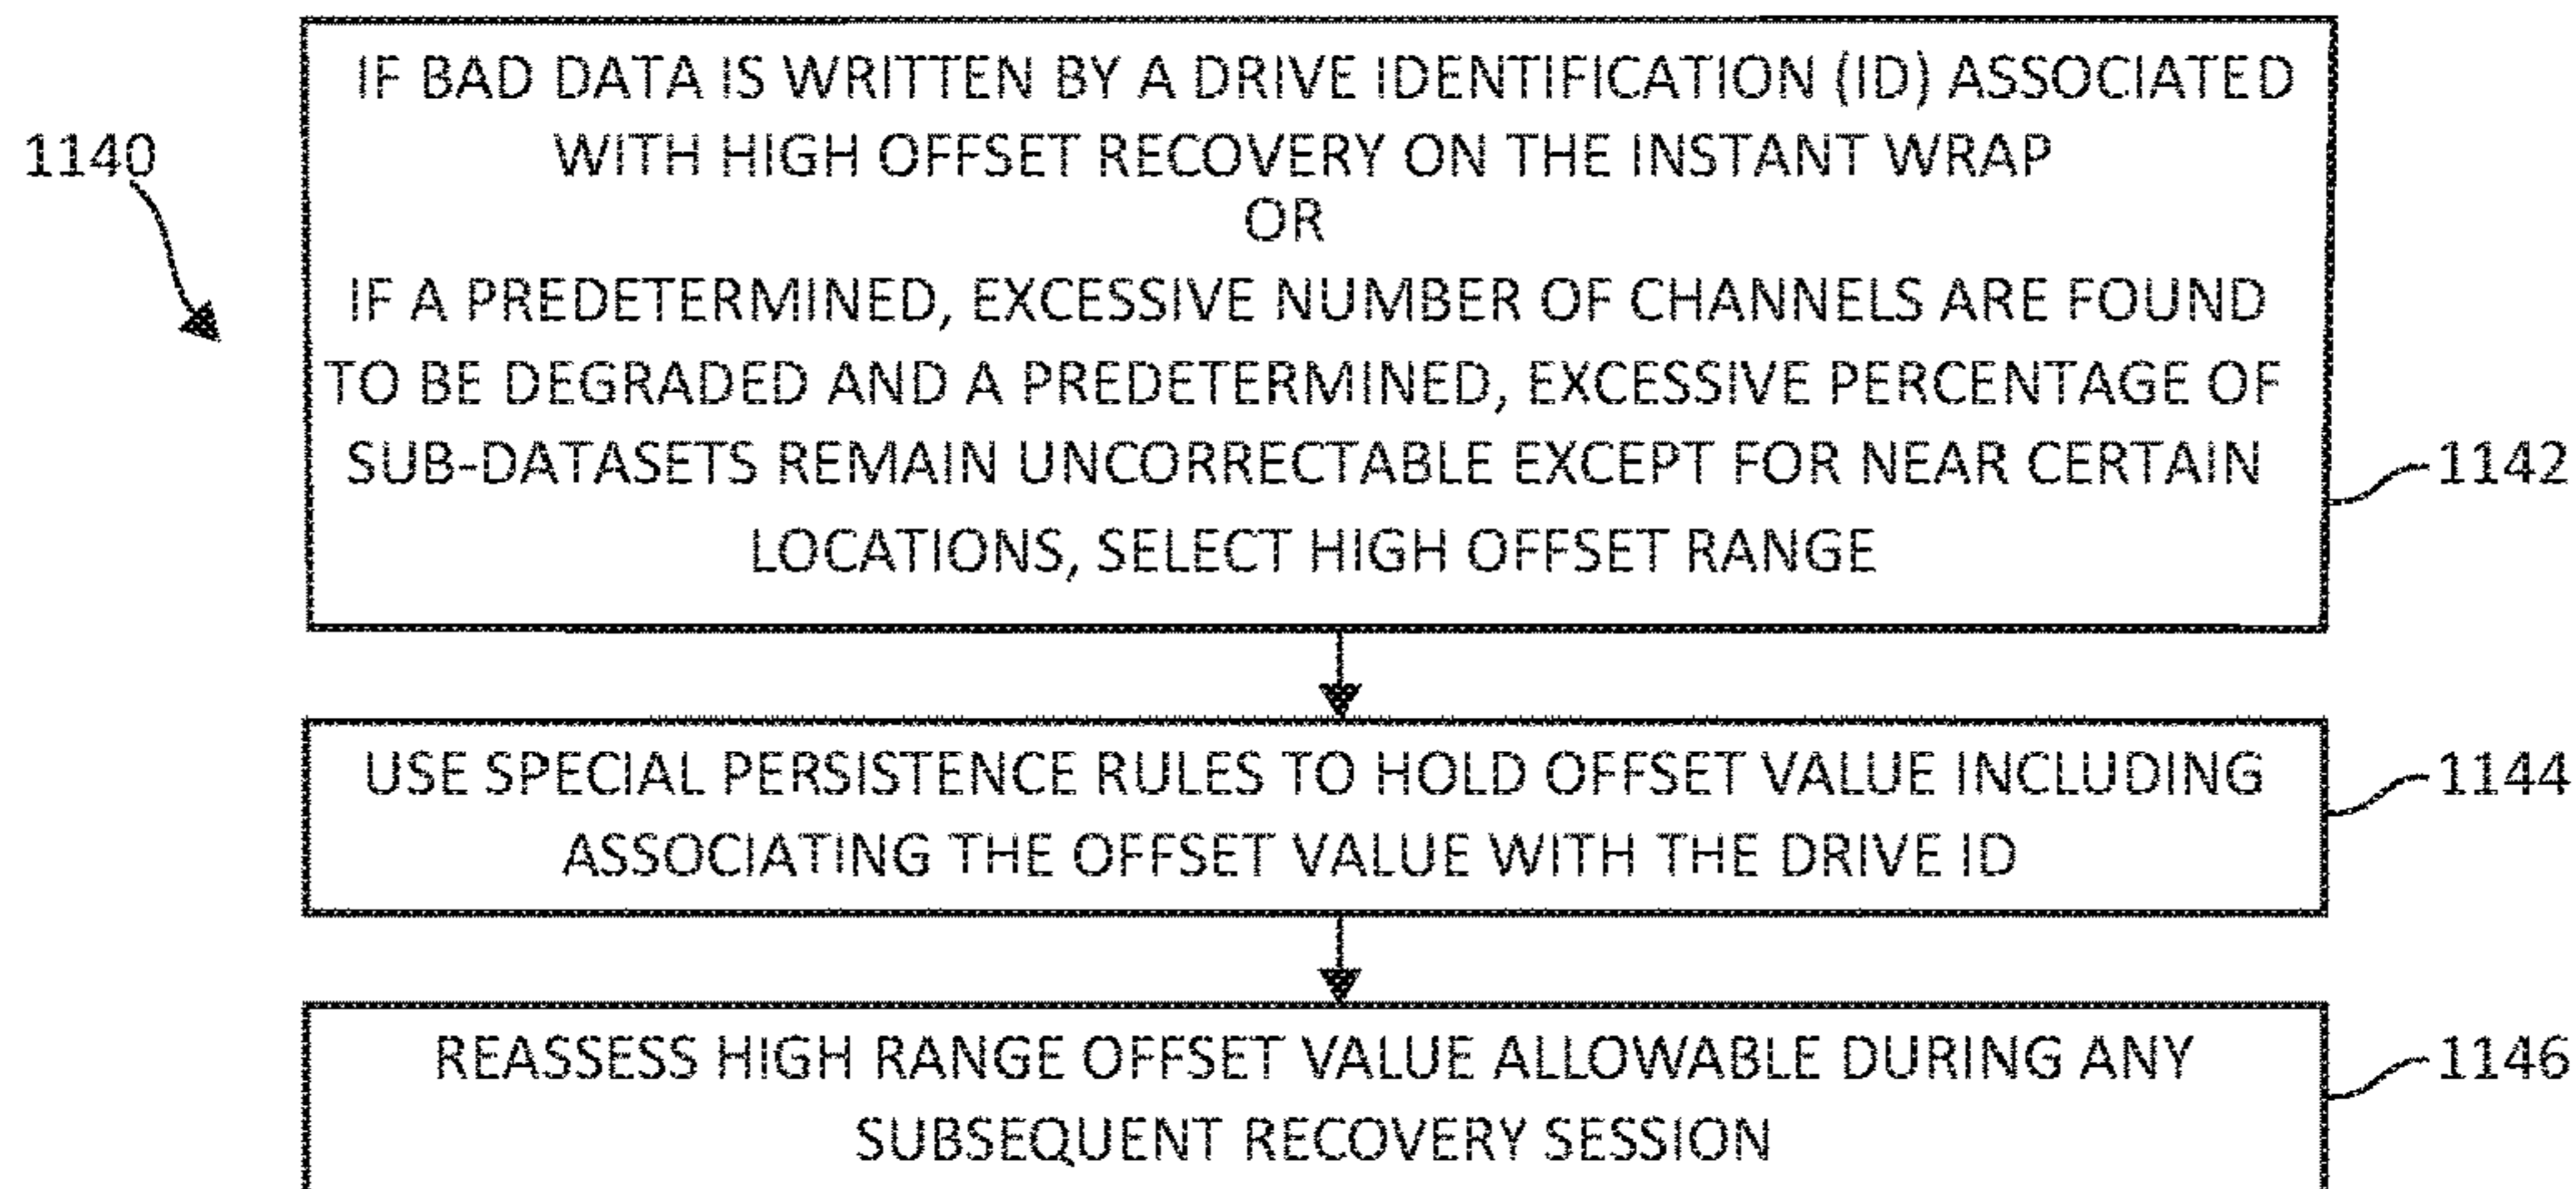 IF BAD DATA IS WRITTEN BY A DRIVE IDENTIFICATION (ID) ASSOCIATED
WITH HIGH OFFSET RECOVERY ON THE INSTANT WRAP
1140
OR
IF A PREDETERMINED, EXCESSIVE NUMBER OF CHANNELS ARE FOUND
TO BE DEGRADED AND A PREDETERMINED, EXCESSIVE PERCENTAGE OF
SUB-DATASETS REMAIN UNCORRECTABLE EXCEPT FOR NEAR CERTAIN
1142
LOCATIONS, SELECT HIGH OFFSET RANGE
USE SPECIAL PERSISTENCE RULES TO HOLD OFFSET VALUE INCLUDING
1144
ASSOCIATING THE OFFSET VALUE WITH THE DRIVE ID
REASSESS HIGH RANGE OFFSET VALUE ALLOWABLE DURING ANY
1146
SUBSEQUENT RECOVERY SESSION